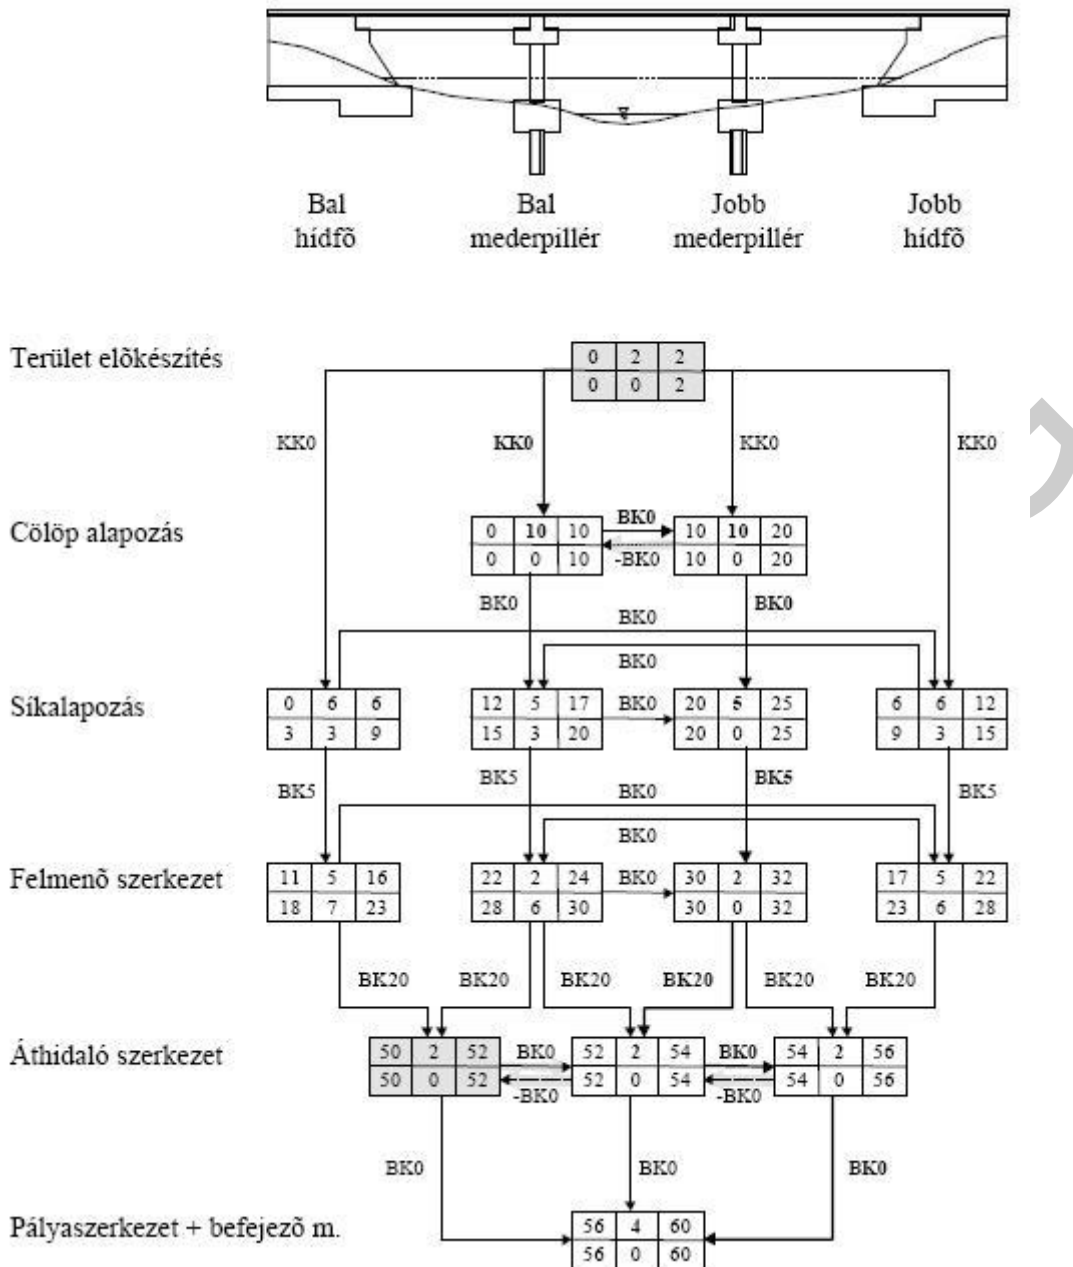 Bal Bal Jobb Jobb
hídfõ mederpillér mederpillér hídfõ
Terület elõkészítés
0 2 2
0 0 2
KK0 KK0 KK0 KK0
Cölöp alapozás
0 10 10 BK0 10 10 20
0 0 10 -BK0 10 0 20
BK0 BK0
BK0
BK0
Síkalapozás
0 6 6 12 5 17 BK0 20 5 25 6 6 12
3 3 9 15 3 20 20 0 25 9 3 15
BK5 BK5 BK5 BK5
BK0
BK0
Felmenõ szerkezet
11 5 16 22 2 24 BK0 30 2 32 17 5 22
18 7 23 28 6 30 30 0 32 23 6 28
BK20 BK20 BK20 BK20 BK20 BK20
Áthidaló szerkezet
50 2 52 BK0 52 2 54 BK0 54 2 56
50 0 52 -BK0 52 0 54 -BK0 54 0 56
BK0 BK0 BK0
Pályaszerkezet + befejezõ m.
56 4 60
56 0 60